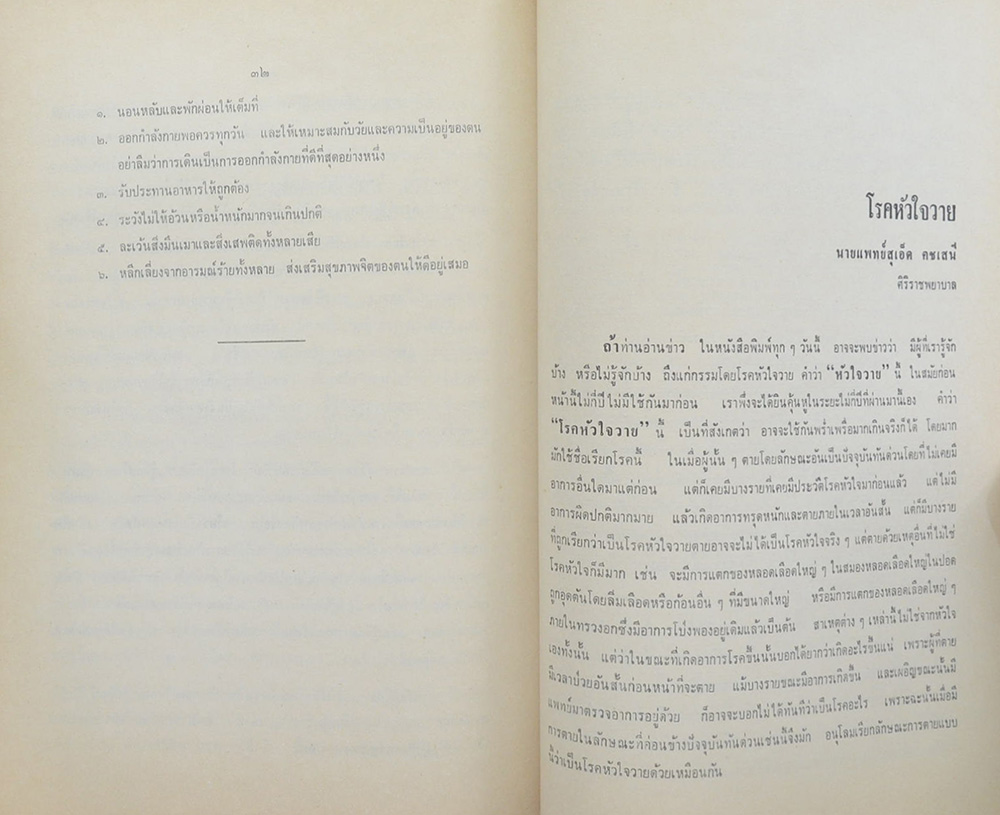 ๓๒
๑. นอนหลับและพักผ่อนให้เต็มที่
๒. ออกกำลังกายพอควรทุกวัน และให้เหมาะสมกับวัยและความเป็นอยู่ของตน
อย่าลืมว่าการเดินเป็นการออกกำลังกายที่ดีที่สุดอย่างหนึ่ง
๓. รับประทานอาหารให้ถูกต้อง
๔. ระวังไม่ให้อ้วนหรือน้ำหนักมากจนเกินปกติ
๕. ละเว้นสิ่งมึนเมาและสิ่งเสพติดทั้งหลายเสีย
๖. หลีกเลี่ยงจากอารมณ์ร้ายทั้งหลาย ส่งเสริมสุขภาพจิตของตนให้ดีอยู่เสมอ
โรคหัวใจวาย
นายแพทย์สุเอ็ด คชเสนี
ศิริราชพยาบาล
ถ้าท่านอ่านข่าว ในหนังสือพิมพ์ทุก ๆ วันนี้ อาจจะพบข่าวว่า มีผู้ที่เรารู้จัก
บ้าง หรือไม่รู้จักบ้าง ถึงแก่กรรมโดยโรคหัวใจวาย คำว่า “หัวใจวาย” นี้ ในสมัยก่อน
หน้านี้ไม่กี่ปีไม่มีใช้กันมาก่อน เราพึ่งจะได้ยินคุ้นหูในระยะไม่กี่ปีที่ผ่านมานี้เอง คำว่า
“โรคหัวใจวาย” นี้ เป็นที่สังเกตว่า อาจจะใช้กันพร่ำเพรื่อมากเกินจริงก็ได้ โดยมาก
มักใช้ชื่อเรียกโรคนี้ ในเมื่อผู้นั้น ๆ ตายโดยลักษณะอันเป็นปัจจุบันทันด่วนโดยที่ไม่เคยมี
อาการอื่นใดมาแต่ก่อน แต่ก็เคยมีบางรายที่เคยมีประวัติโรคหัวใจมาก่อนแล้ว แต่ไม่มี
อาการผิดปกติมากมาย แล้วเกิดอาการทรุดหนักและตายภายในเวลาอันสั้น แต่ก็มีบางราย
ที่ถูกเรียกว่าเป็นโรคหัวใจวายตายอาจจะไม่ได้เป็นโรคหัวใจจริง ๆ แต่ตายด้วยเหตุอื่นที่ไม่ใช่
โรคหัวใจก็มีมาก เช่น จะมีการแตกของหลอดเลือดใหญ่ ๆ ในสมองหลอดเลือดใหญ่ในปอด
ถูกอุดตันโดยลิ่มเลือดหรือก้อนอื่น ๆ ที่มีขนาดใหญ่ หรือมีการแตกของหลอดเลือดใหญ่ ๆ
ภายในทรวงอกซึ่งมีอาการโป่งพองอยู่เดิมแล้วเป็นต้น สาเหตุต่าง ๆ เหล่านี้ไม่ใช่จากหัวใจ
เองทั้งนั้น แต่ว่าในขณะที่เกิดอาการโรคขึ้นนั้นบอกได้ยากว่าเกิดอะไรขึ้นแน่ เพราะผู้ที่ตาย
มีเวลาป่วยอันสั้นก่อนหน้าที่จะตาย แม้บางรายขณะมีอาการเกิดขึ้น และเผอิญขณะนั้นมี
แพทย์มาตรวจอาการอยู่ด้วย ก็อาจจะบอกไม่ได้ทันทีว่าเป็นโรคอะไร เพราะฉะนั้นเมื่อมี
การตายในลักษณะที่ค่อนข้างปัจจุบันทันด่วนเช่นนี้จึงมัก อนุโลมเรียกลักษณะการตายแบบ
นี้ว่าเป็นโรคหัวใจวายด้วยเหมือนกัน